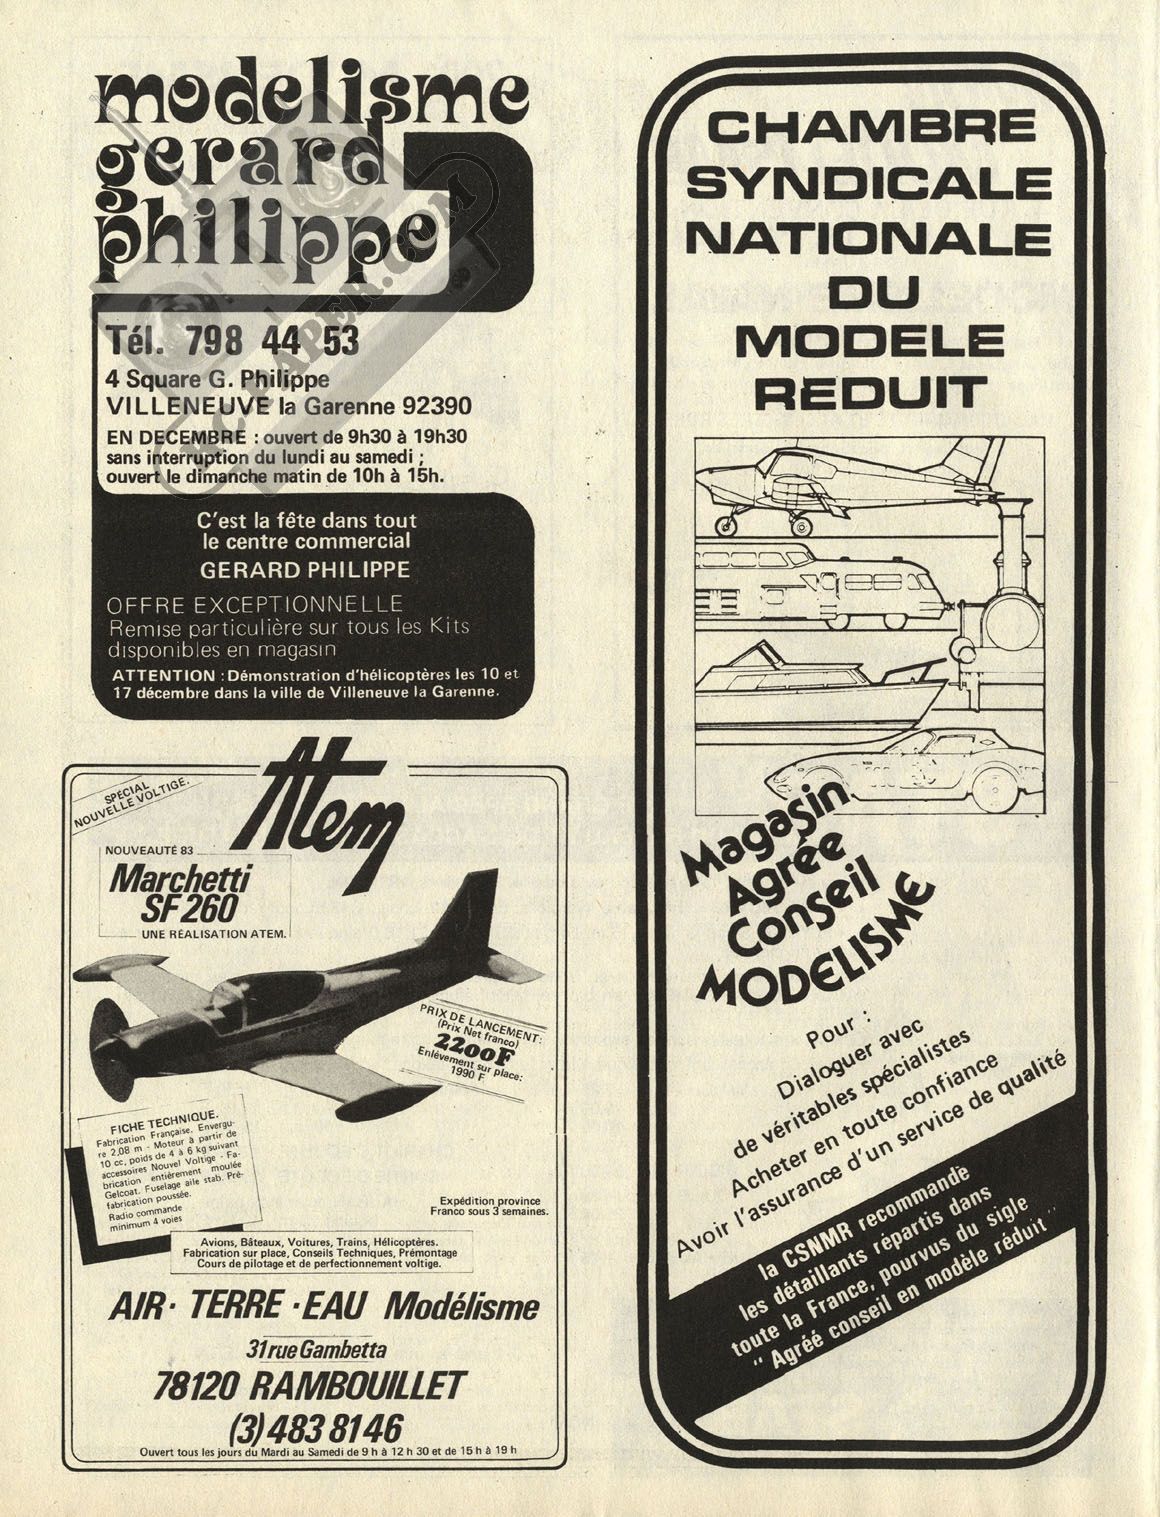 modelisme
gerard
philippe
RCPAPER.COM
Tél. 798 44 53
4 Square G. Philippe
VILLENEUVE la Garenne 92390
EN DECEMBRE : ouvert de 9h30 à 19h30
sans interruption du lundi au samedi ;
ouvert le dimanche matin de 10h à 15h.
C'est la fête dans tout
le centre commercial
GERARD PHILIPPE
OFFRE EXCEPTIONNELLE
Remise particulière sur tous les Kits
disponibles en magasin
ATTENTION : Démonstration d'hélicoptères les 10 et
17 décembre dans la ville de Villeneuve la Garenne.
SPÉCIAL
NOUVELLE VOLTIGE.
Atem
NOUVEAUTÉ 83
Marchetti
SF 260
UNE RÉALISATION ATEM.
PRIX DE LANCEMENT:
(Prix Net franco)
2200F
Enlévement sur place:
1990 F
FICHE TECHNIQUE.
Fabrication Française. Envergu-
re 2,08 m - Moteur à partir de
10 cc, poids de 4 à 6 kg suivant
accessoires Nouvel Voltige - Fa-
brication entièrement moulée
Gelcoat. Fuselage aile stab. Pré-
fabrication poussée.
Radio commande
minimum 4 voies
Expédition province
Franco sous 3 semaines.
Avions, Bâteaux, Voitures, Trains, Hélicoptères.
Fabrication sur place, Conseils Techniques, Prémontage
Cours de pilotage et de perfectionnement voltige.
AIR · TERRE · EAU Modélisme
31 rue Gambetta
78120 RAMBOUILLET
(3) 483 81 46
Ouvert tous les jours du Mardi au Samedi de 9 h à 12 h 30 et de 15 h à 19 h
CHAMBRE
SYNDICALE
NATIONALE
DU
MODELE
REDUIT
Magasin
Agrée
Conseil
MODELISME
Pour :
Dialoguer avec
de véritables spécialistes
Acheter en toute confiance
Avoir l'assurance d'un service de qualité
la CSNMR recommande
les détaillants répartis dans
toute la France, pourvus du sigle
" Agréé conseil en modèle réduit "